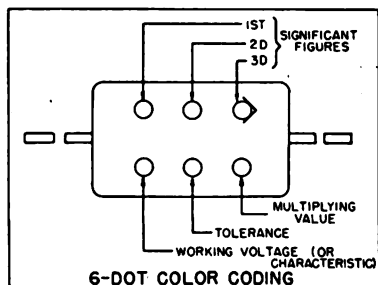 1ST
2D
3D
SIGNIFICANT
FIGURES
MULTIPLYING
VALUE
TOLERANCE
WORKING VOLTAGE (OR
CHARACTERISTIC)
6-DOT COLOR CODING